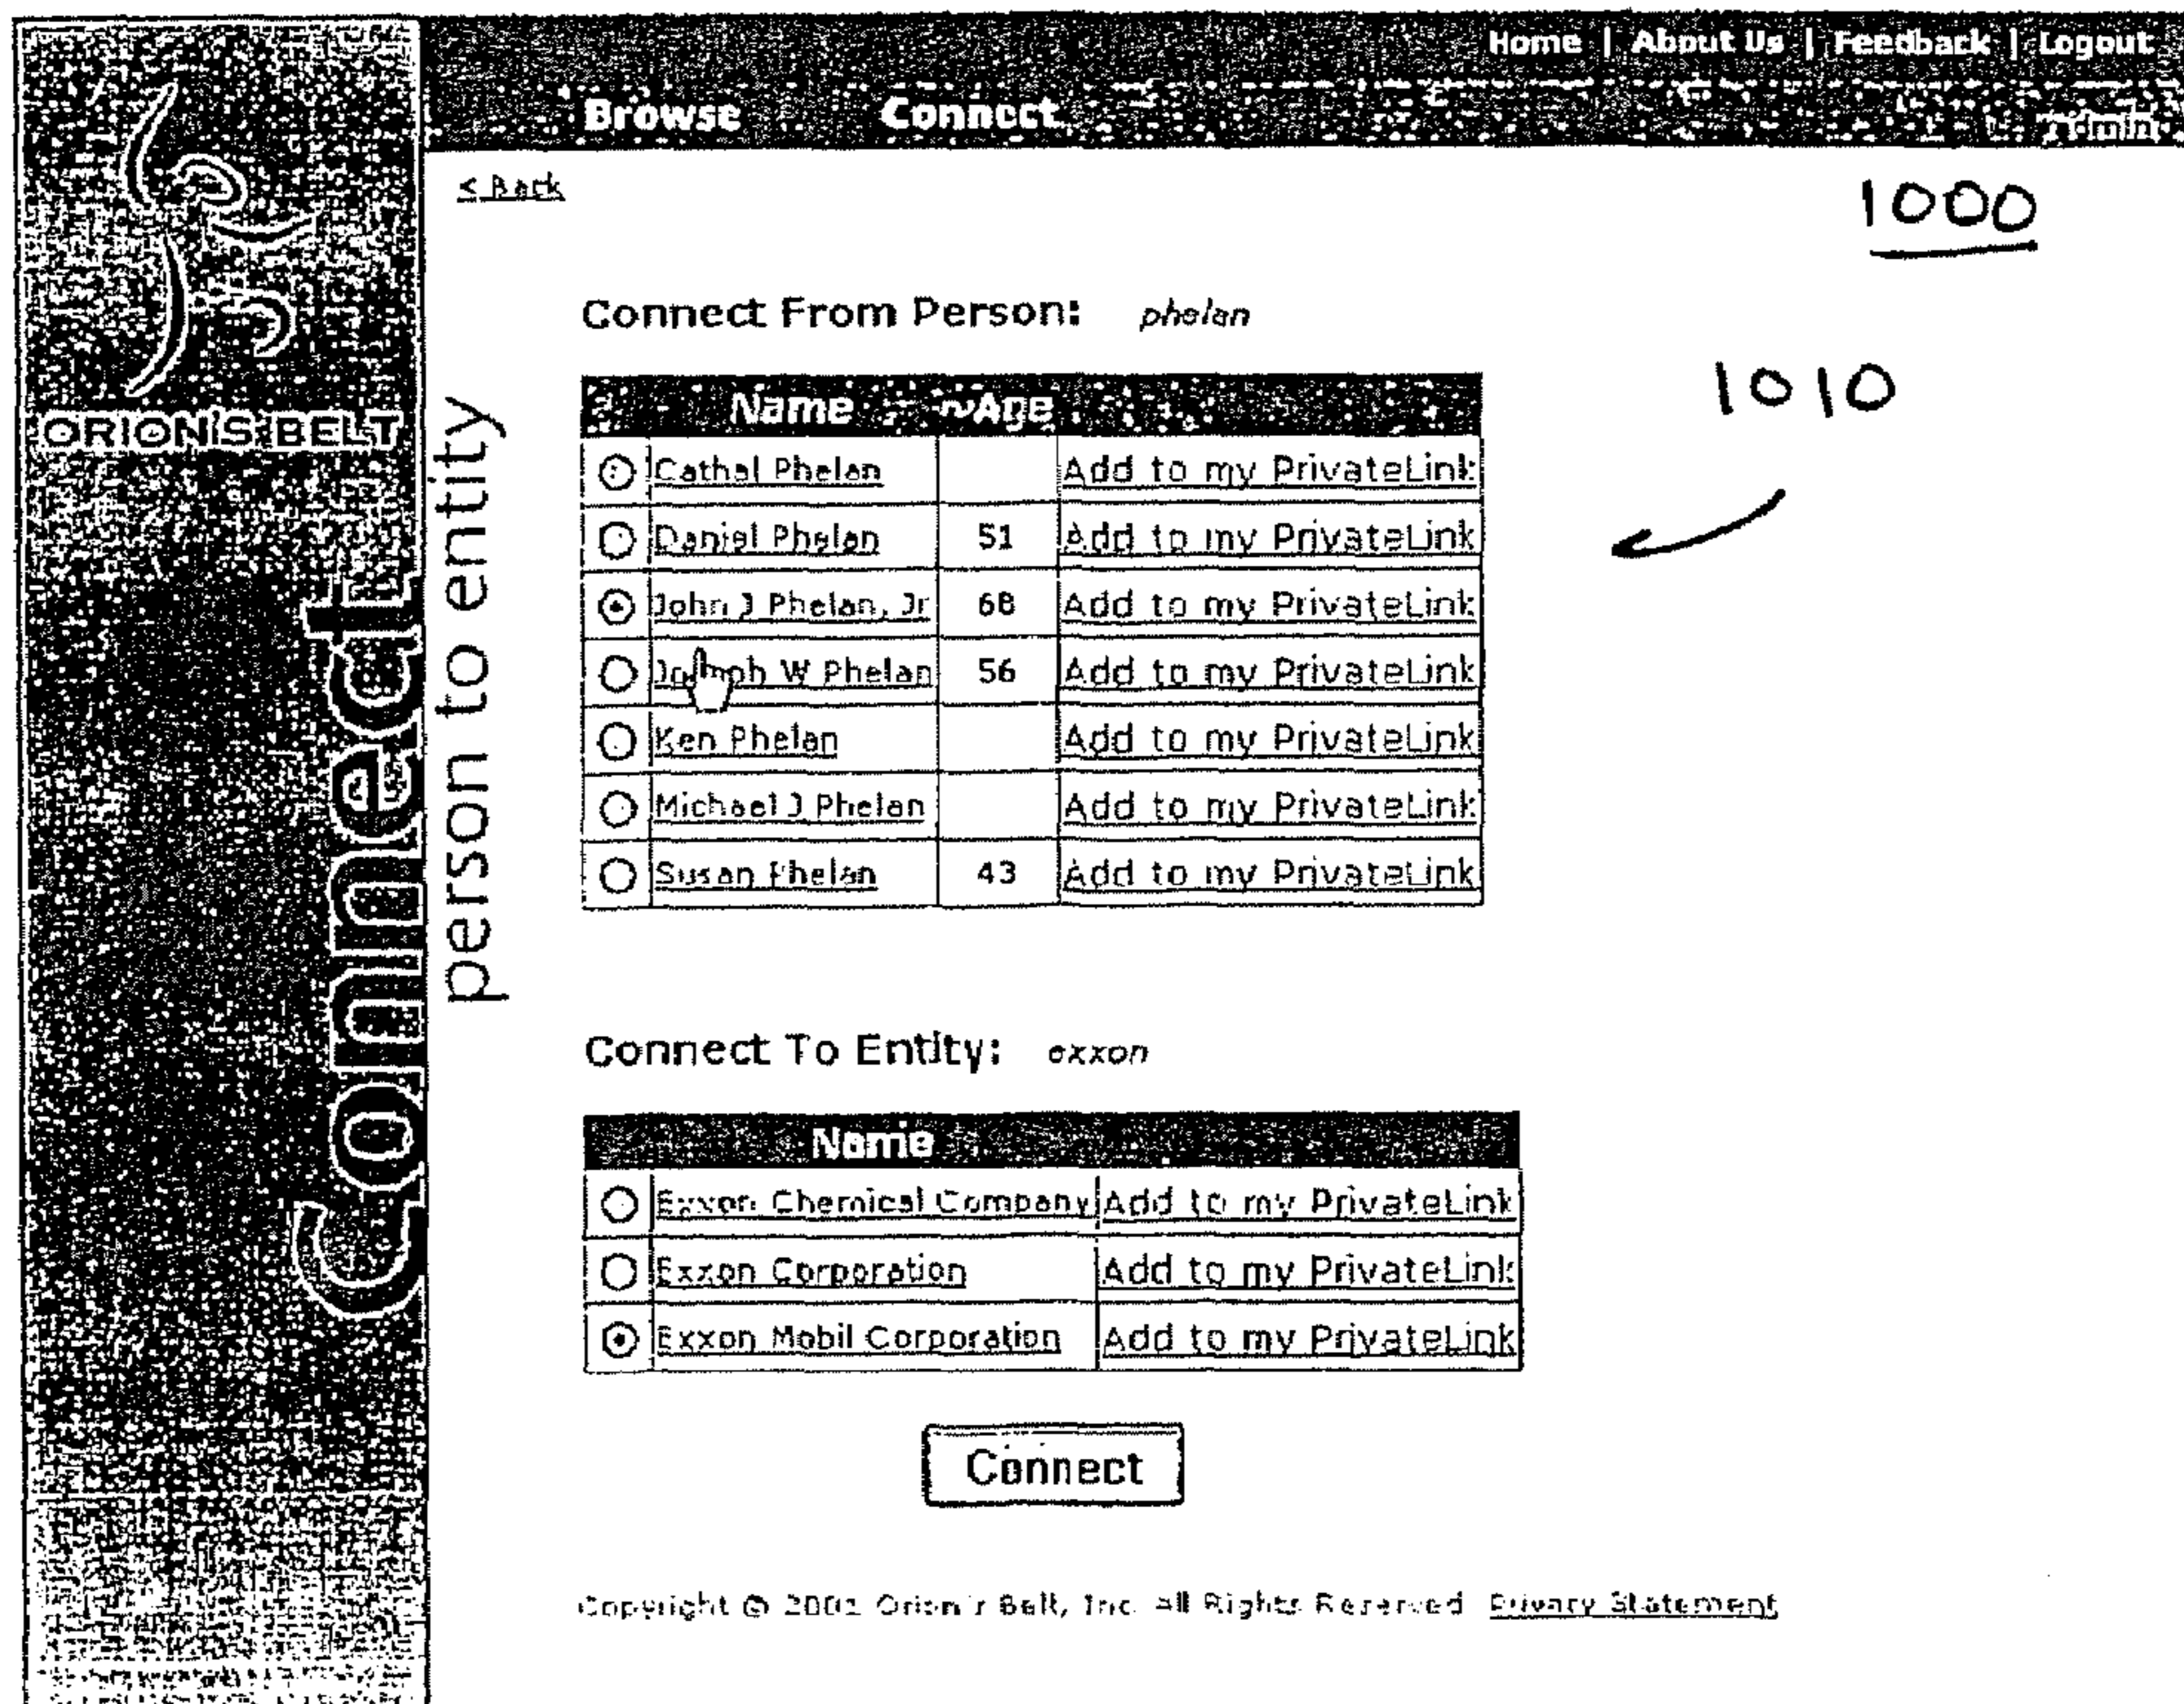 Home | About Us | Feedback | Logout
Browse Connect
Admin
< Back
1000
ORION'S BELT
Connect
person to entity
Connect From Person: phelan
1010
Name ~Age
Cathal Phelan Add to my PrivateLink
Daniel Phelan 51 Add to my PrivateLink
John J Phelan, Jr 68 Add to my PrivateLink
W Phelan 56 Add to my PrivateLink
Ken Phelan Add to my PrivateLink
Michael J Phelan Add to my PrivateLink
Susan Phelan 43 Add to my PrivateLink
Connect To Entity: exxon
Name
Exxon Chemical Company Add to my PrivateLink
Exxon Corporation Add to my PrivateLink
Exxon Mobil Corporation Add to my PrivateLink
Connect
Copyright © Orion's Belt, Inc. All Rights Reserved Privacy Statement